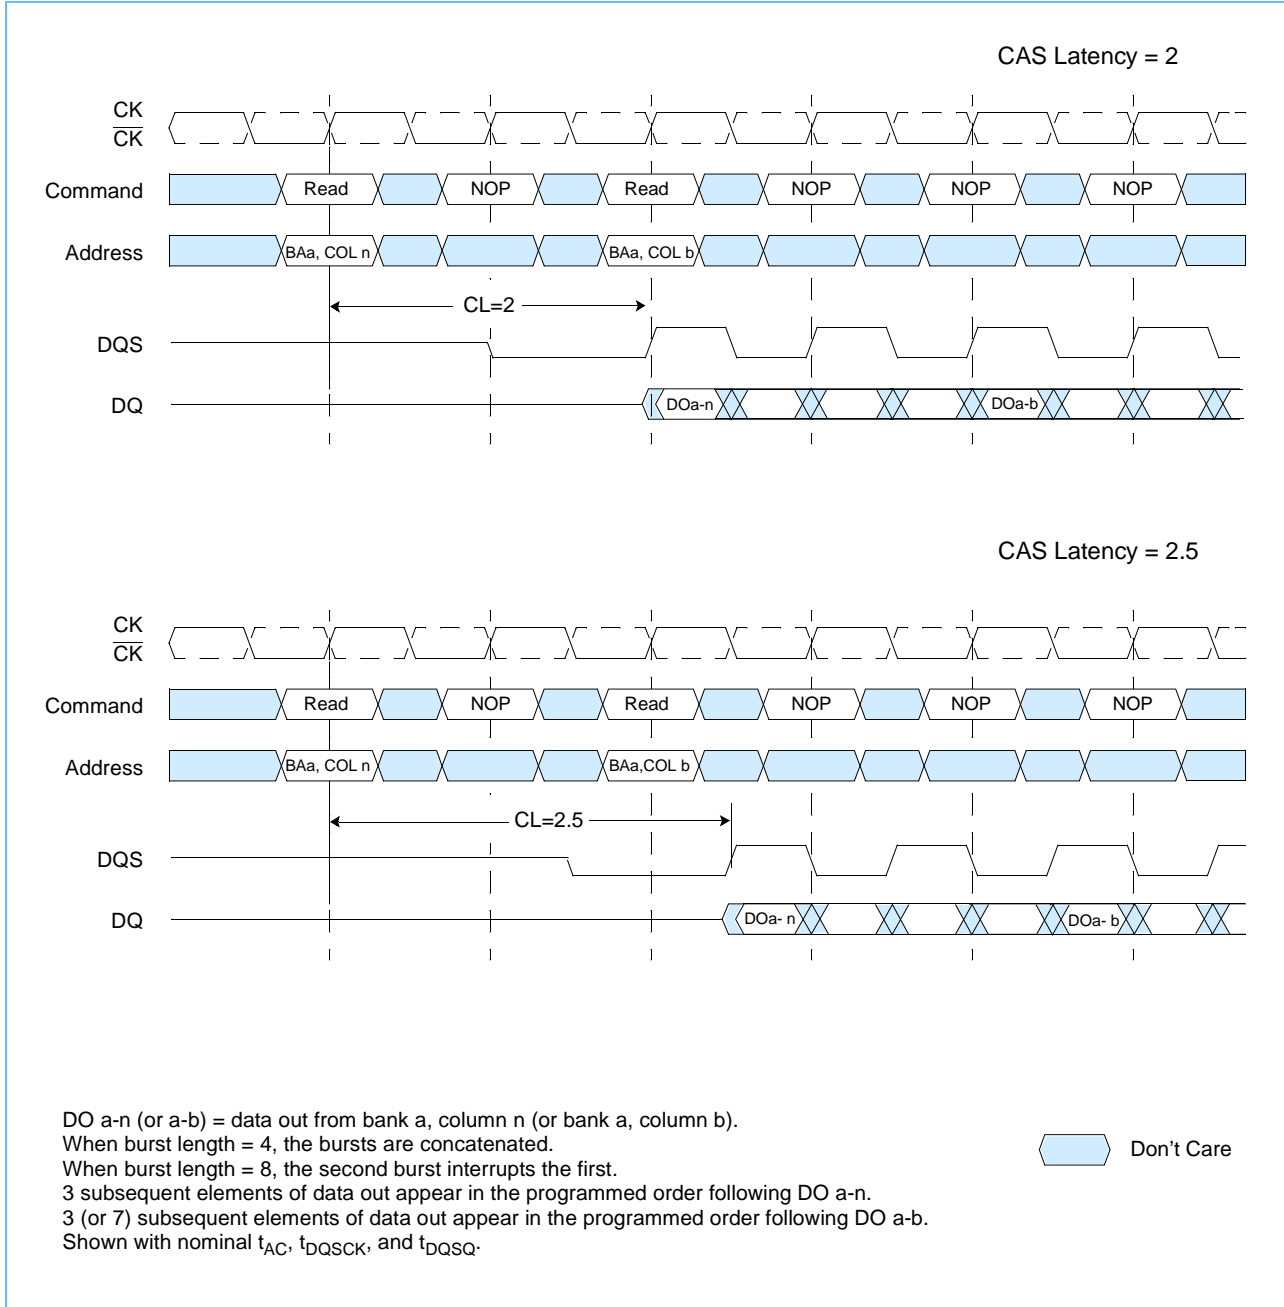 CAS Latency = 2
CK
CK
Command Read NOP Read NOP NOP NOP
Address BAa, COL n BAa, COL b
CL=2
DQS
DQ DOa-n DOa-b
CAS Latency = 2.5
CK
CK
Command Read NOP Read NOP NOP NOP
Address BAa, COL n BAa,COL b
CL=2.5
DQS
DQ DOa- n DOa- b
DO a-n (or a-b) = data out from bank a, column n (or bank a, column b).
When burst length = 4, the bursts are concatenated.
When burst length = 8, the second burst interrupts the first.
3 subsequent elements of data out appear in the programmed order following DO a-n.
3 (or 7) subsequent elements of data out appear in the programmed order following DO a-b.
Shown with nominal tAC, tDQSCK, and tDQSQ.
Don't Care